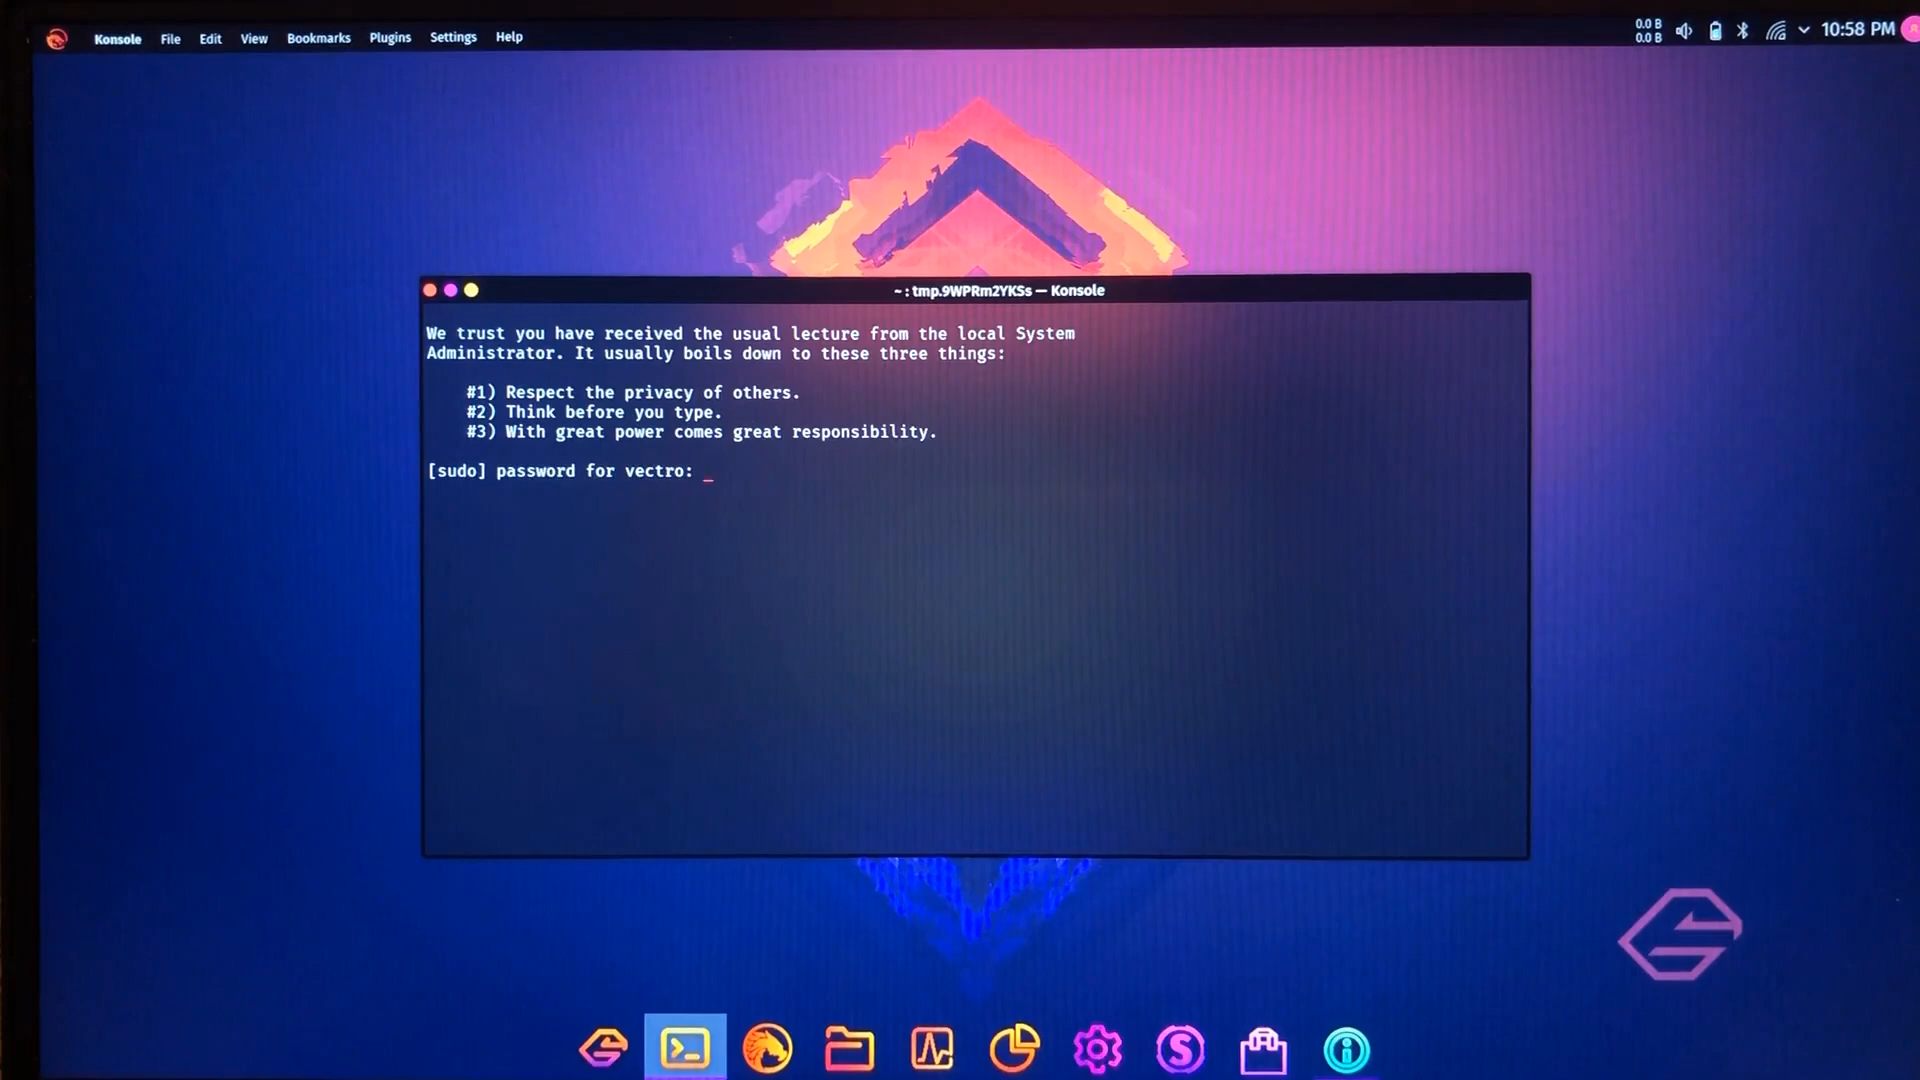 Konsole File Edit View Bookmarks Plugins Settings Help
0.0 B
0.0 B
10:58 PM
~ : tmp.9WPRm2YKSs — Konsole
We trust you have received the usual lecture from the local System
Administrator. It usually boils down to these three things:
#1) Respect the privacy of others.
#2) Think before you type.
#3) With great power comes great responsibility.
[sudo] password for vectro: _